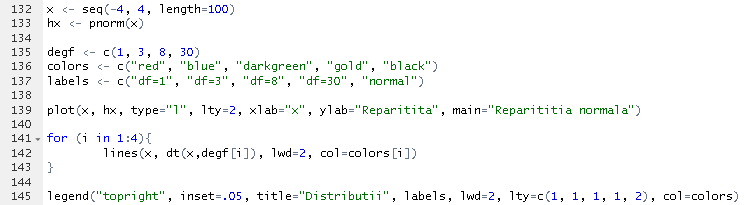 132 x <- seq(-4, 4, length=100)
133 hx <- pnorm(x)
134
135 degf <- c(1, 3, 8, 30)
136 colors <- c("red", "blue", "darkgreen", "gold", "black")
137 labels <- c("df=1", "df=3", "df=8", "df=30", "normal")
138
139 plot(x, hx, type="l", lty=2, xlab="x", ylab="Reparitita", main="Reparititia normala")
140
141 for (i in 1:4){
142 lines(x, dt(x,degf[i]), lwd=2, col=colors[i])
143 }
144
145 legend("topright", inset=.05, title="Distributii", labels, lwd=2, lty=c(1, 1, 1, 1, 2), col=colors)